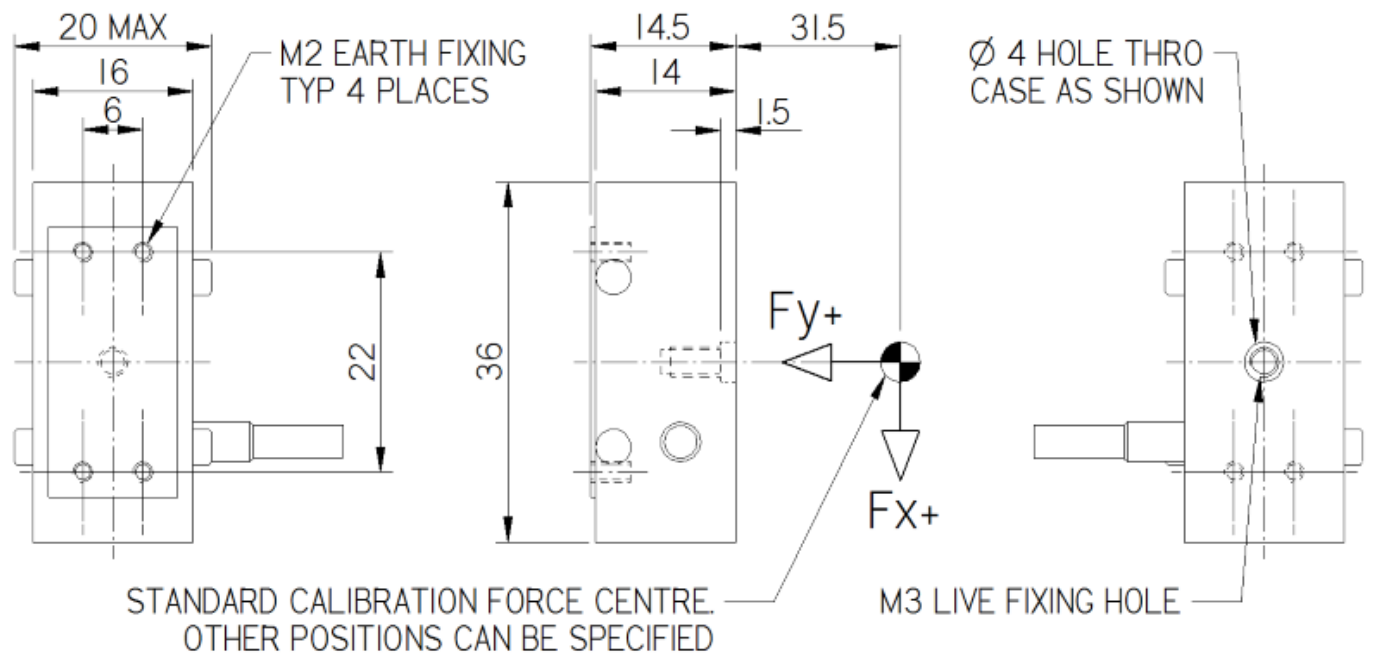 20 MAX
16
6
M2 EARTH FIXING
TYP 4 PLACES
22
14.5
31.5
14
1.5
36
Fy+
Fx+
Ø 4 HOLE THRO
CASE AS SHOWN
STANDARD CALIBRATION FORCE CENTRE.
OTHER POSITIONS CAN BE SPECIFIED
M3 LIVE FIXING HOLE